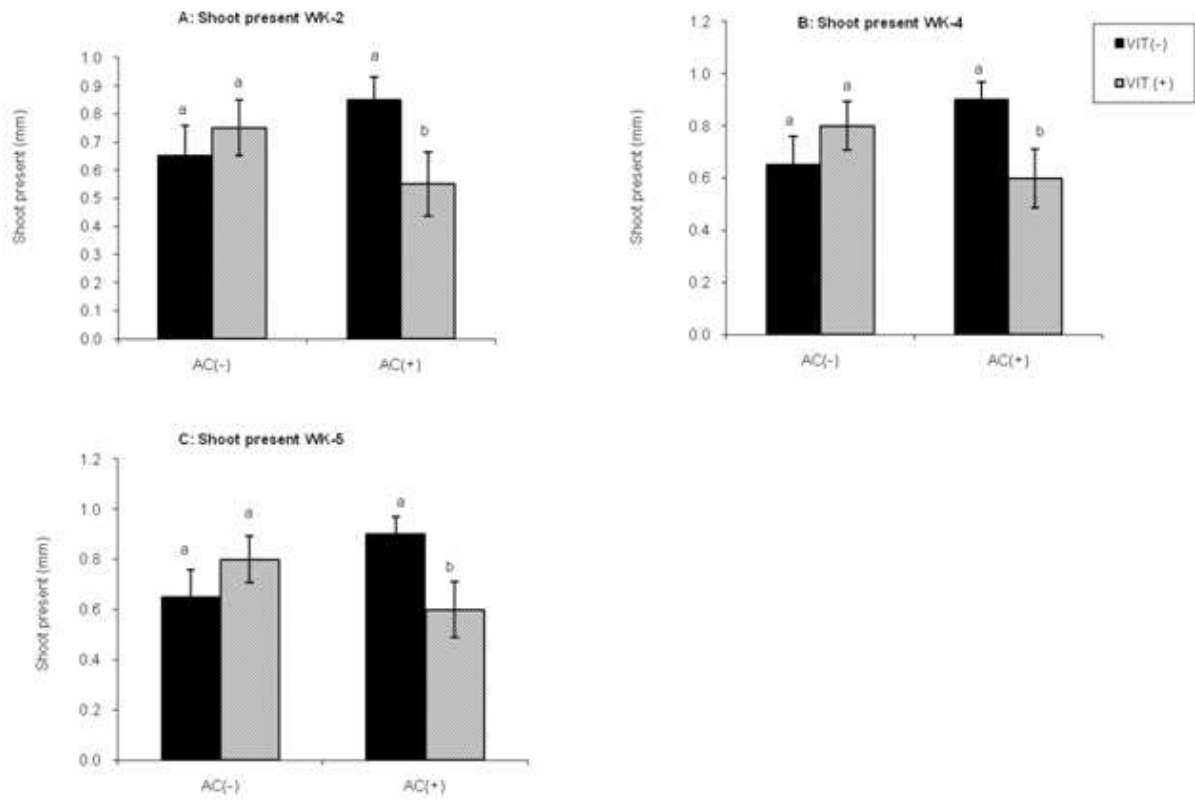 A: Shoot present WK-2
Shoot present (mm)
1.0
0.9
0.8
0.7
0.6
0.5
0.4
0.3
0.2
0.1
0.0
a
a
a
b
AC(-) AC(+)
B: Shoot present WK-4
Shoot present (mm)
1.2
1.0
0.8
0.6
0.4
0.2
0.0
a
a
a
b
AC(-) AC(+)
VIT(-)
VIT (+)
C: Shoot present WK-5
Shoot present (mm)
1.2
1.0
0.8
0.6
0.4
0.2
0.0
a
a
a
b
AC(-) AC(+)